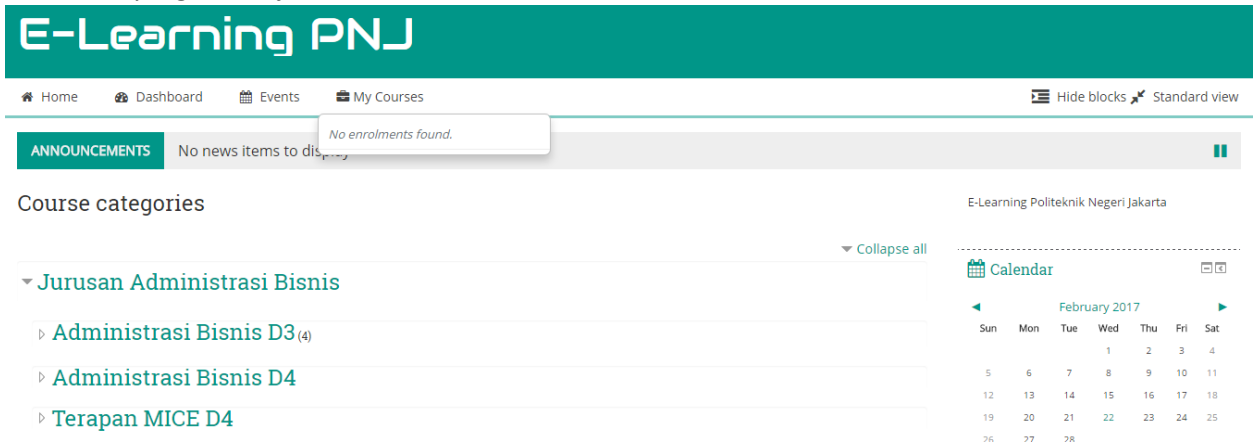 E-Learning PNJ
Home Dashboard Events My Courses Hide blocks Standard view
No enrolments found.
ANNOUNCEMENTS No news items to
Course categories
E-Learning Politeknik Negeri Jakarta
Collapse all
Jurusan Administrasi Bisnis
Administrasi Bisnis D3 (4)
Administrasi Bisnis D4
Terapan MICE D4
Calendar
February 2017
Sun Mon Tue Wed Thu Fri Sat
1 2 3 4
5 6 7 8 9 10 11
12 13 14 15 16 17 18
19 20 21 22 23 24 25
26 27 28